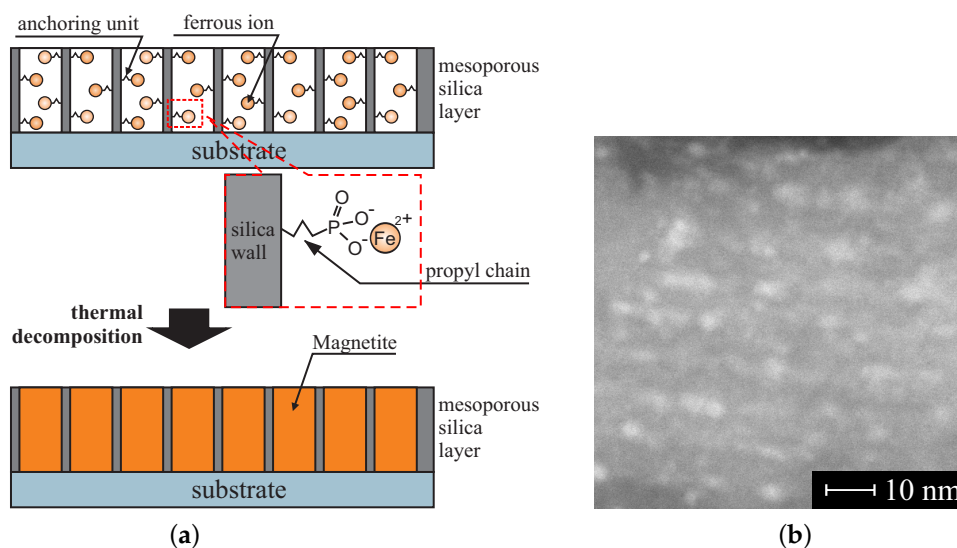 anchoring unit
ferrous ion
mesoporous
silica
layer
substrate
silica
wall
P
O
O-
O-
Fe 2+
propyl chain
thermal
decomposition
Magnetite
mesoporous
silica
layer
substrate
10 nm
(a)
(b)